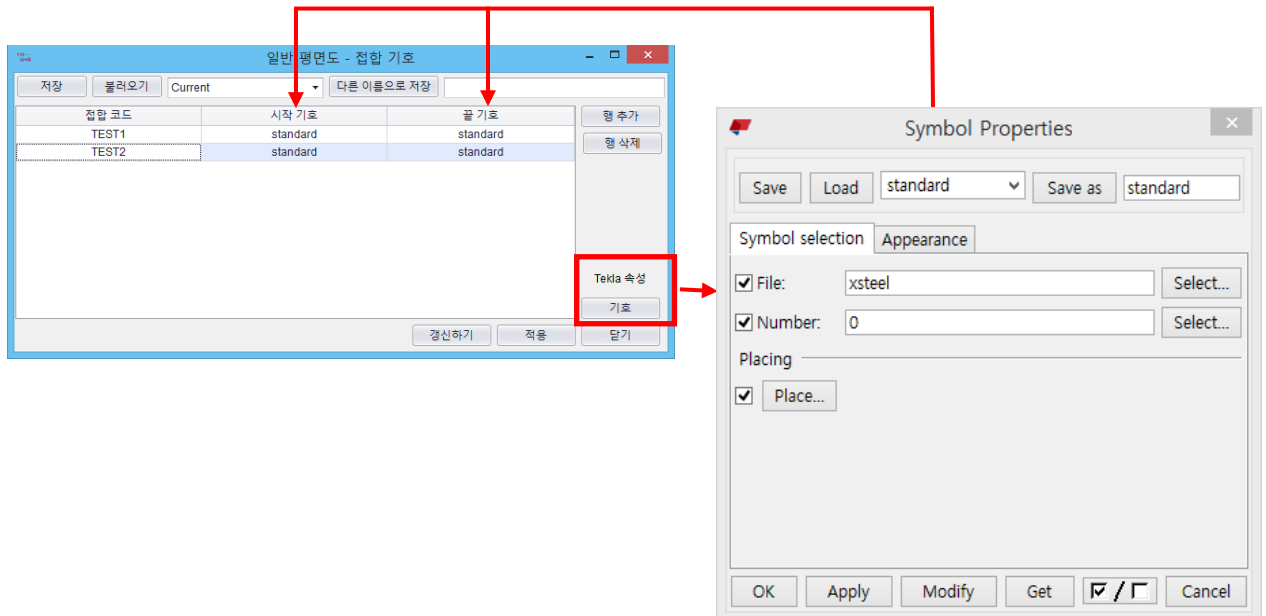 일반 평면도 - 접합 기호
저장 불러오기 Current 다른 이름으로 저장
접합 코드 시작 기호 끝 기호 행 추가
TEST1 standard standard
TEST2 standard standard 행 삭제
Tekla 속성
기호
갱신하기 적용 닫기
Symbol Properties
Save Load standard Save as standard
Symbol selection Appearance
File: xsteel Select...
Number: 0 Select...
Placing
Place...
OK Apply Modify Get / Cancel